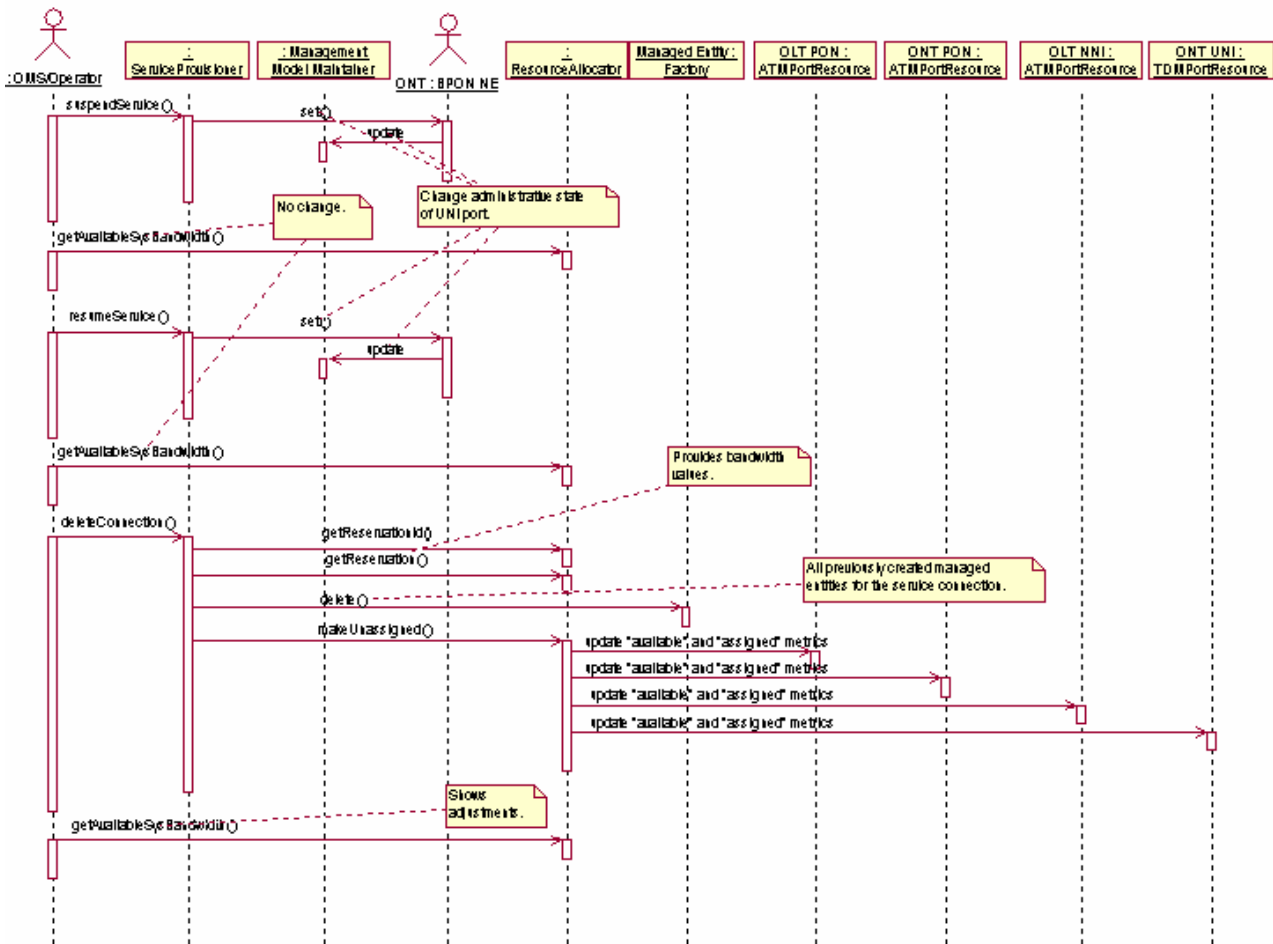 : OMS/Operator
:
ServiceProvisioner
: Management
Model Maintainer
ONT : BPON NE
:
ResourceAllocator
Managed Entity :
Factory
OLT PON :
ATMPortResource
ONT PON :
ATMPortResource
OLT NNI :
ATMPortResource
ONT UNI :
TDMPortResource
suspendService()
set()
update
No change.
Change administrative state
of UNI port.
getAvailableSysBandwidth()
resumeService()
set()
update
getAvailableSysBandwidth()
Provides bandwidth
values.
deleteConnection()
getReservationId()
getReservation()
All previously created managed
entities for the service connection.
delete()
makeUnassigned()
update "available" and "assigned" metrics
update "available" and "assigned" metrics
update "available" and "assigned" metrics
update "available" and "assigned" metrics
Shows
adjustments.
getAvailableSysBandwidth()